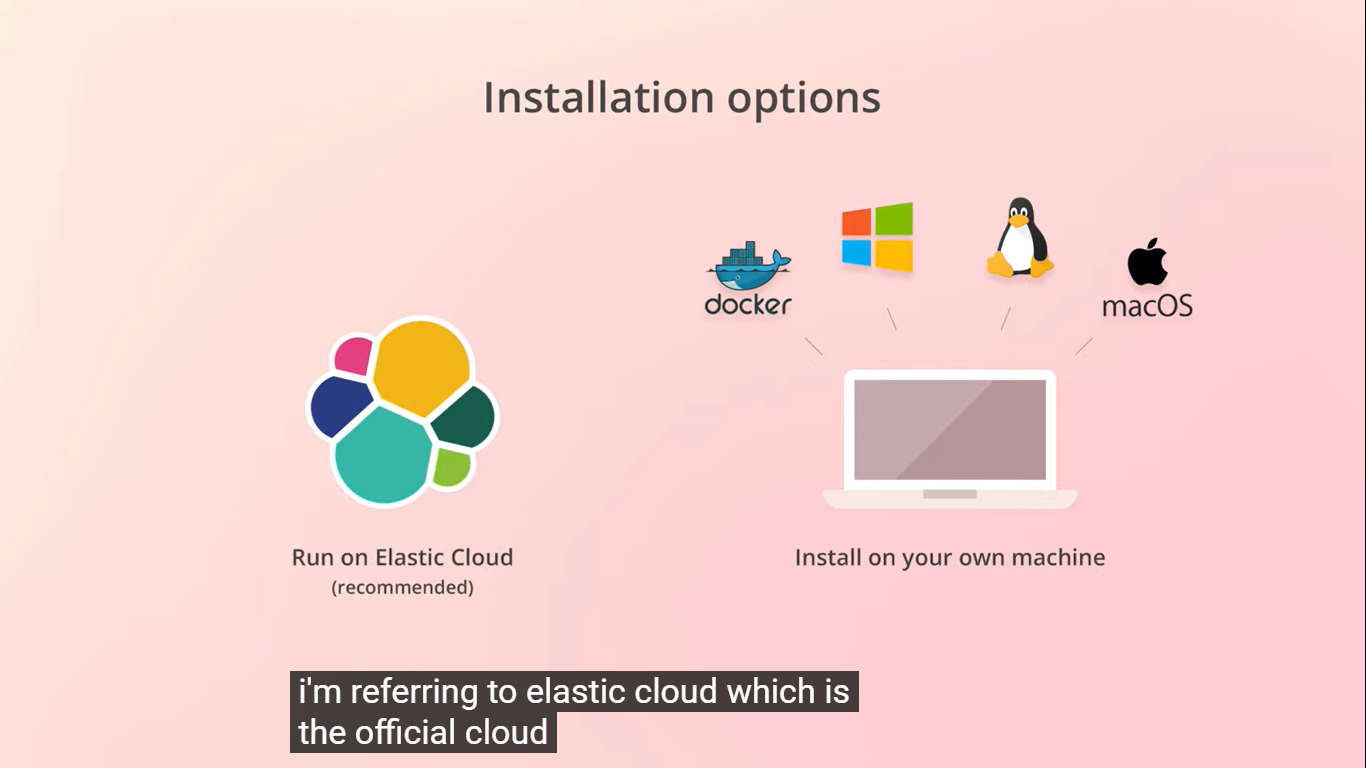 Installation options
docker
macOS
Run on Elastic Cloud
(recommended)
Install on your own machine
i'm referring to elastic cloud which is
the official cloud